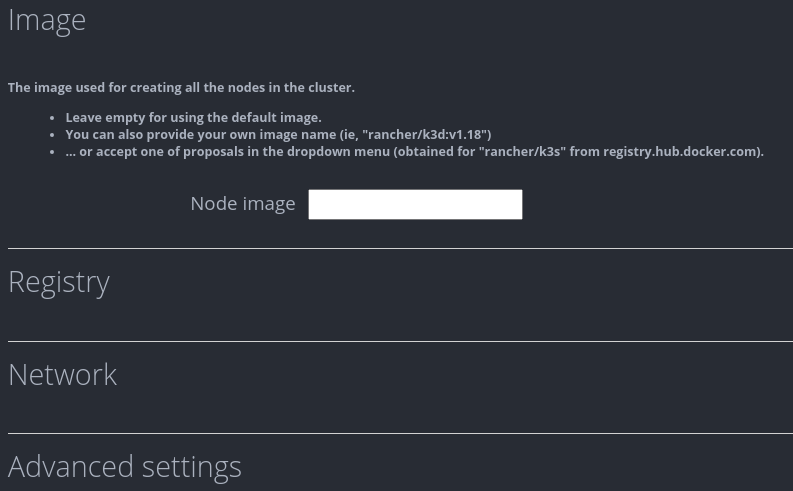 Image
The image used for creating all the nodes in the cluster.
• Leave empty for using the default image.
• You can also provide your own image name (ie, "rancher/k3d:v1.18")
• ... or accept one of proposals in the dropdown menu (obtained for "rancher/k3s" from registry.hub.docker.com).
Node image
Registry
Network
Advanced settings